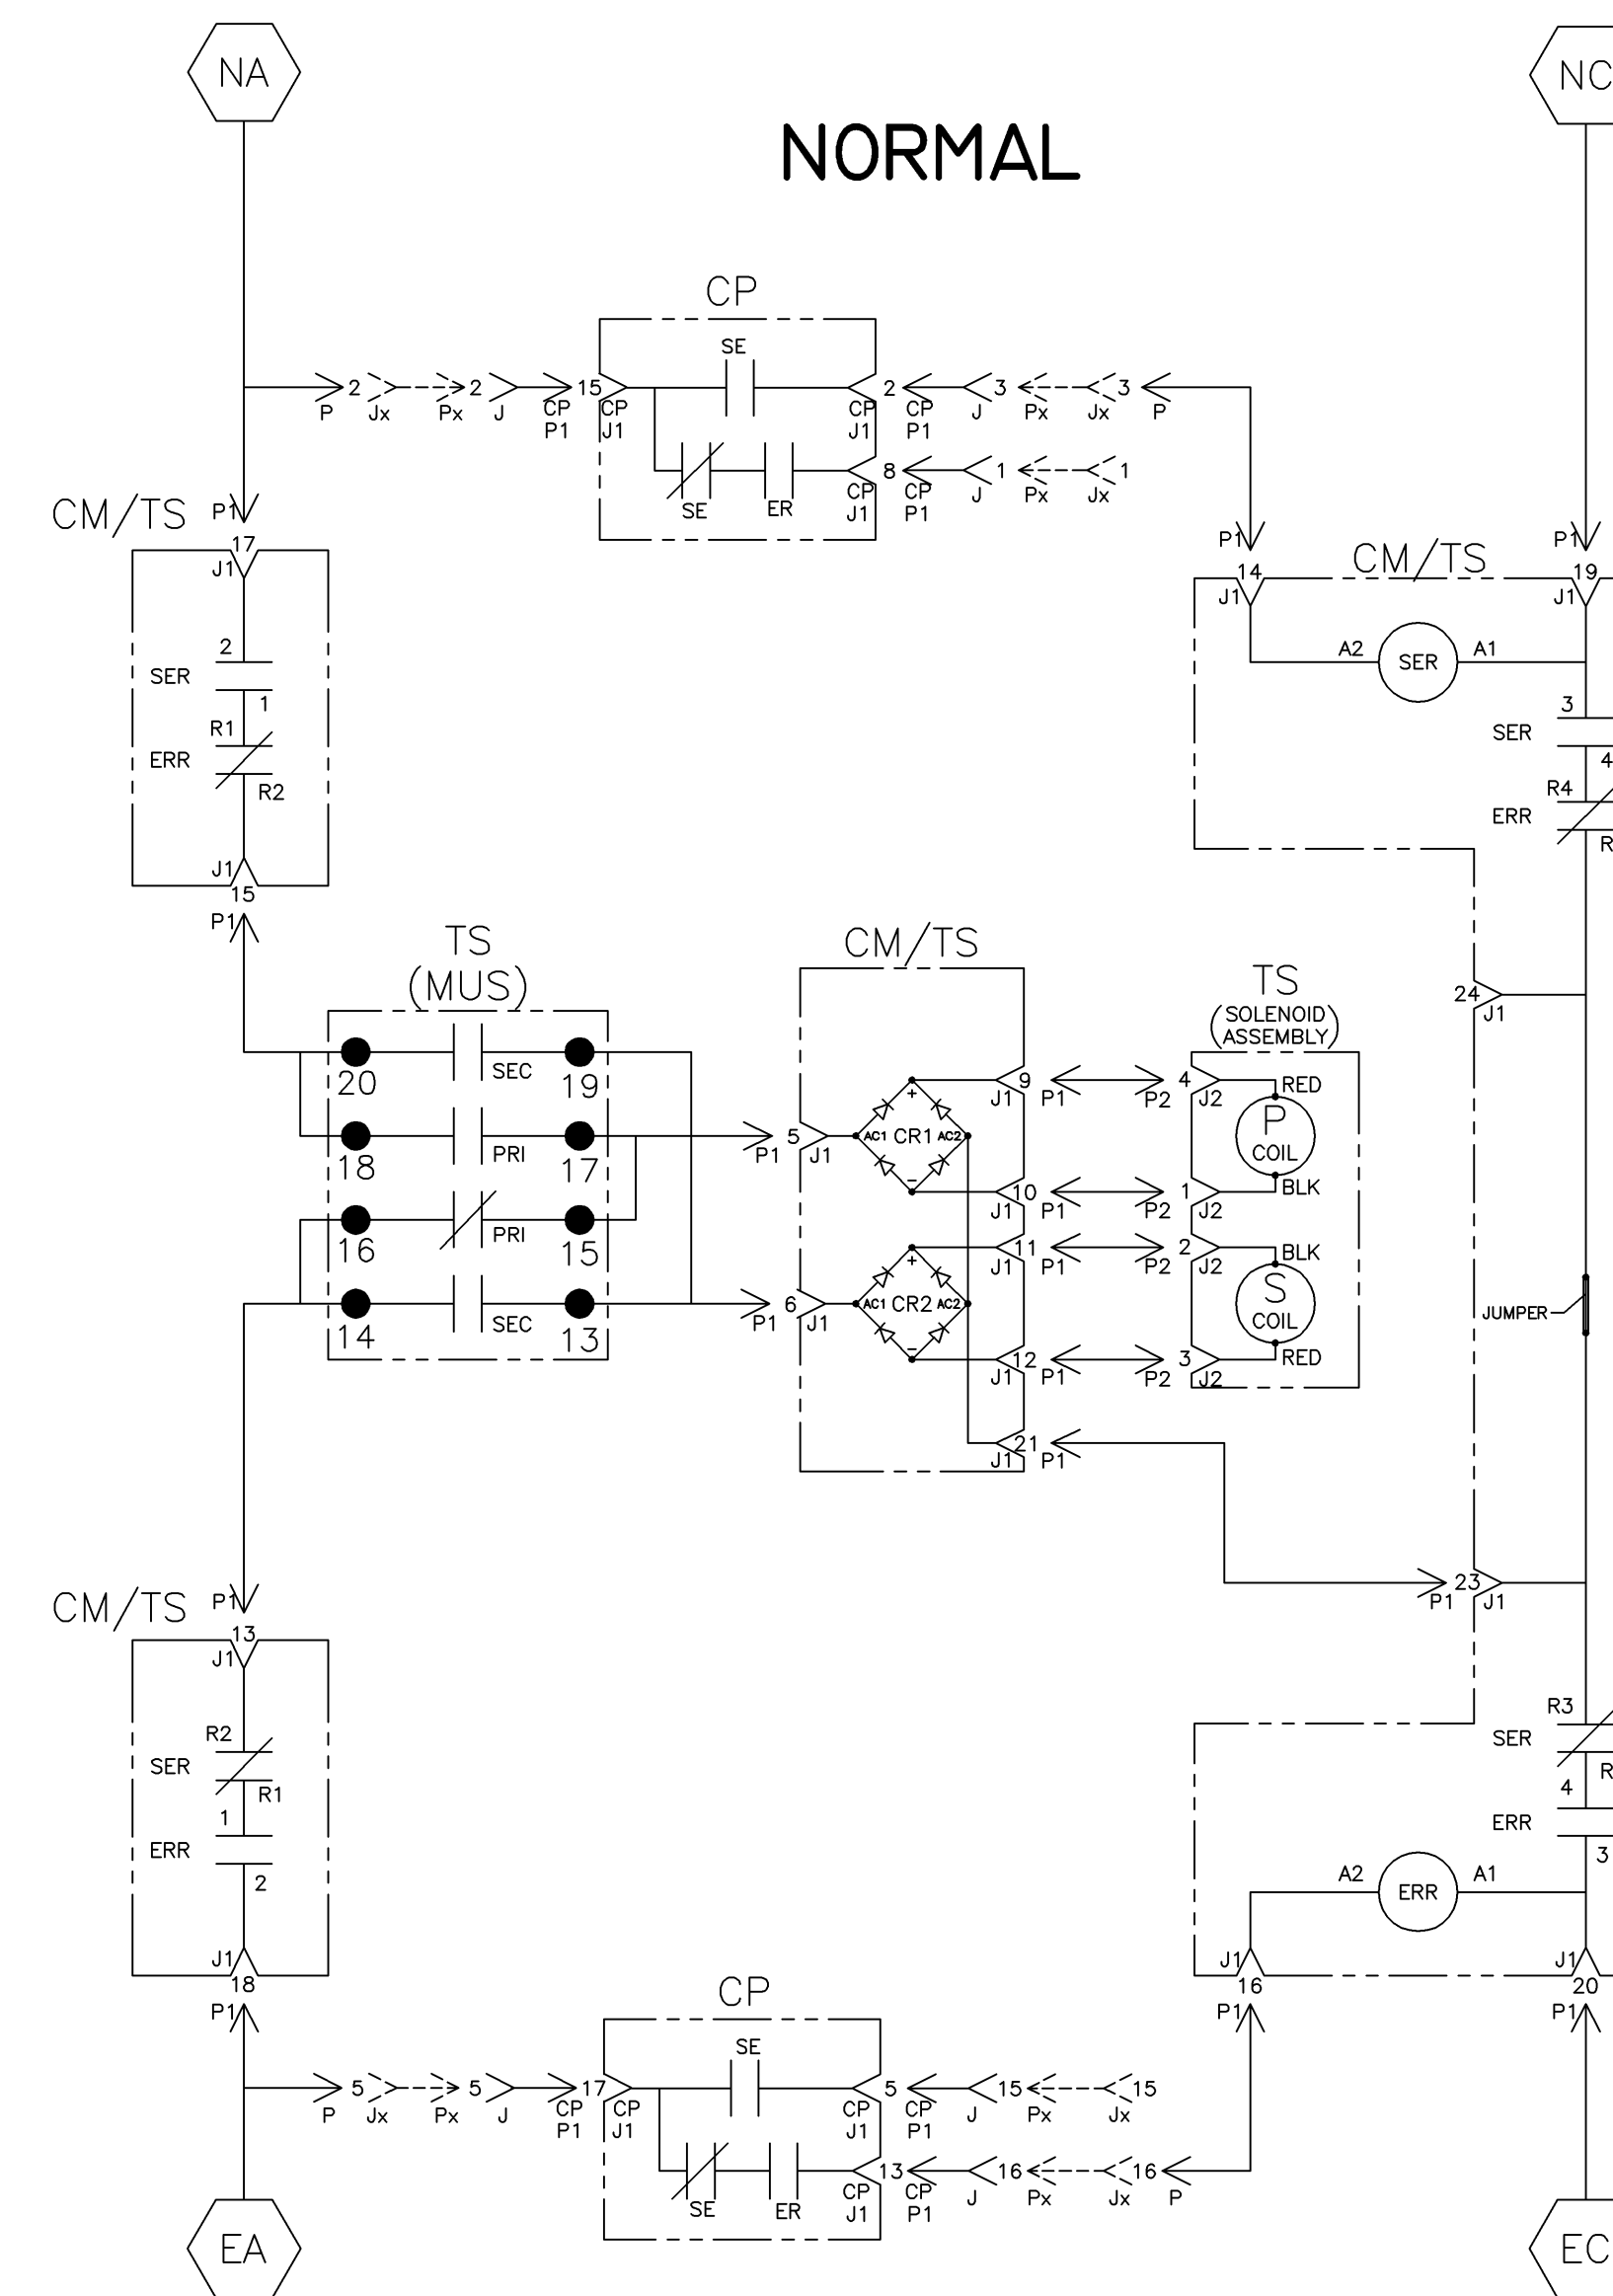 NA
NC
NORMAL
CP
SE
2 2 15 2 3 3
P Jx Px J CP CP CP CP J Px Jx P
P1 J1 J1 P1
8 1 1
SE ER CP CP J Px Jx
J1 P1
CM/TS P1
17
J1
2
SER
1
R1
ERR
R2
J1
15
P1
P1 CM/TS P1
14 19
J1 J1
A2 SER A1
3
SER
4
R4
ERR
R
24
J1
TS
(MUS)
20 SEC 19
18 PRI 17
16 PRI 15
14 SEC 13
CM/TS
5
P1 J1
AC1 CR1 AC2
+
-
9
J1 P1
10
J1 P1
11
J1 P1
6
P1 J1
AC1 CR2 AC2
+
-
12
J1 P1
21
J1 P1
TS
(SOLENOID
ASSEMBLY)
4 RED
P2 J2
P
COIL
1 BLK
P2 J2
2 BLK
P2 J2
S
COIL
3 RED
P2 J2
JUMPER
23
P1 J1
CM/TS P1
13
J1
R2
SER
R1
1
ERR
2
J1
18
P1
R3
SER
R
4
ERR
3
A2 ERR A1
J1 J1
16 20
P1 P1
CP
SE
5 5 17 5 15 15
P Jx Px J CP CP CP CP J Px Jx
P1 J1 J1 P1
13 16 16
SE ER CP CP J Px Jx P
J1 P1
EA
EC